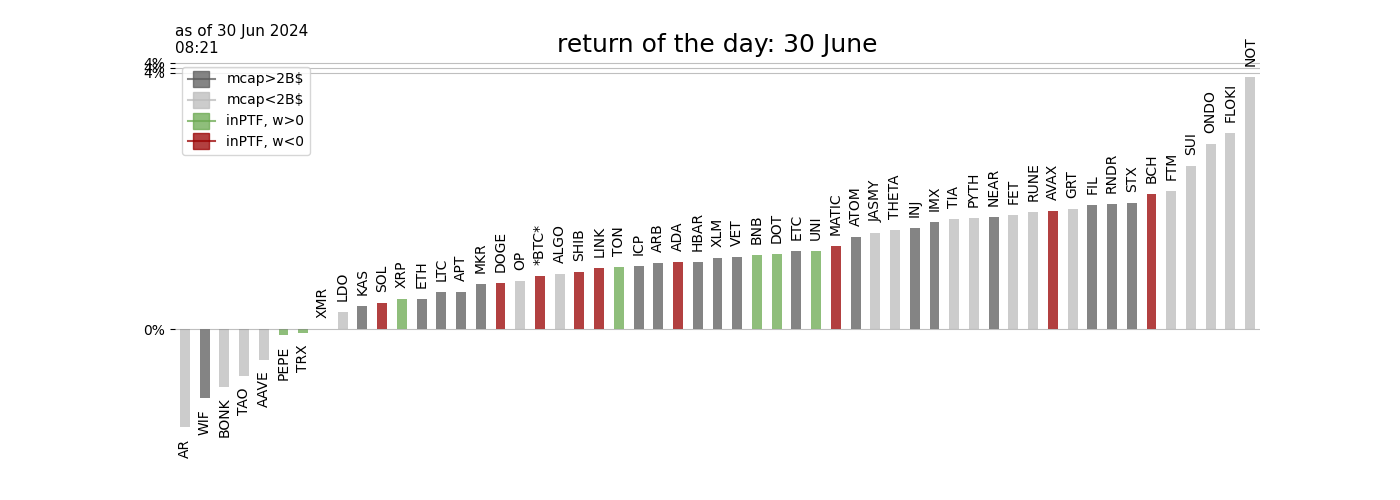 as of 30 Jun 2024
08:21
return of the day: 30 June
4%
4%
4%
0%
mcap>2B$
mcap<2B$
inPTF, w>0
inPTF, w<0
AR
WIF
BONK
TAO
AAVE
PEPE
TRX
XMR
LDO
KAS
SOL
XRP
ETH
LTC
APT
MKR
DOGE
OP
*BTC*
ALGO
SHIB
LINK
TON
ICP
ARB
ADA
HBAR
XLM
VET
BNB
DOT
ETC
UNI
MATIC
ATOM
JASMY
THETA
INJ
IMX
TIA
PYTH
NEAR
FET
RUNE
AVAX
GRT
FIL
RNDR
STX
BCH
FTM
SUI
ONDO
FLOKI
NOT